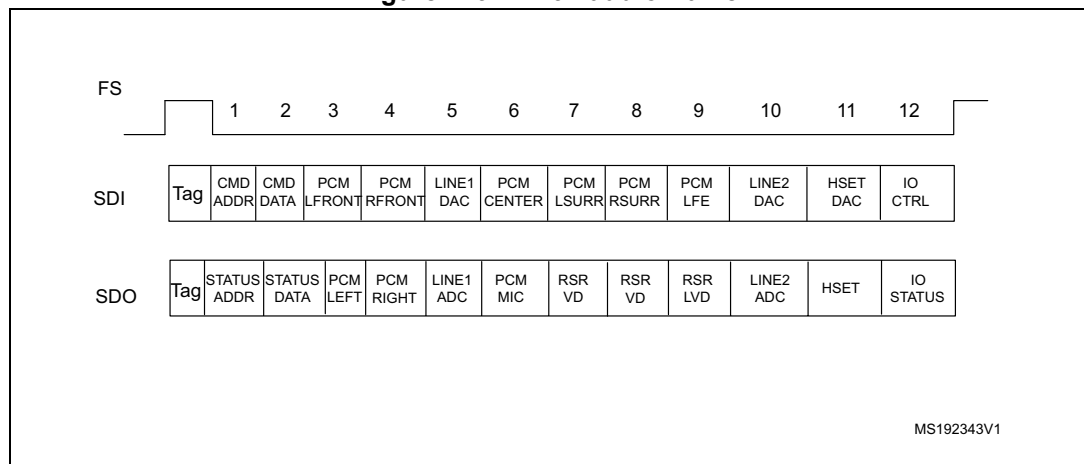 FS
1 2 3 4 5 6 7 8 9 10 11 12
SDI
Tag CMD CMD PCM PCM LINE1 PCM PCM PCM PCM LINE2 HSET IO
ADDR DATA LFRONT RFRONT DAC CENTER LSURR RSURR LFE DAC DAC CTRL
SDO
Tag STATUS STATUS PCM PCM LINE1 PCM RSR RSR RSR LINE2 HSET IO
ADDR DATA LEFT RIGHT ADC MIC VD VD LVD ADC STATUS
MS192343V1